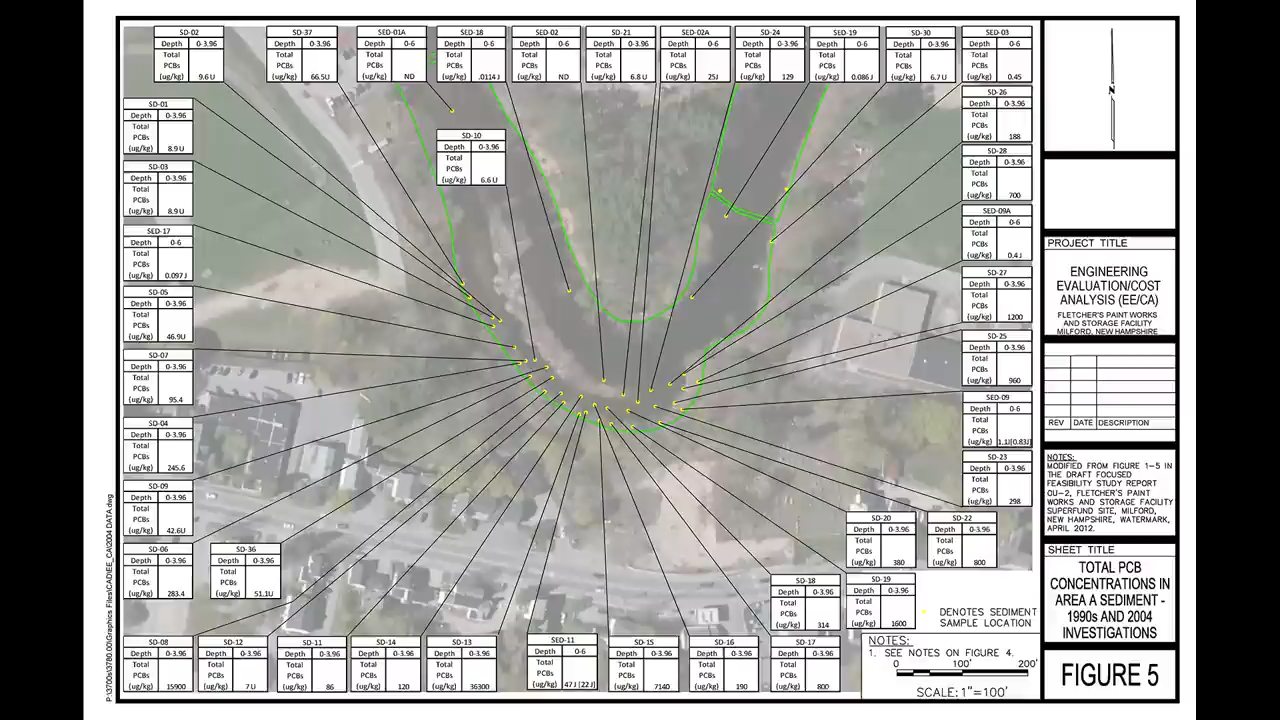 SD-02
Depth 0-3.96
Total
PCBs
(ug/kg) 9.6 U
SD-37
Depth 0-3.96
Total
PCBs
(ug/kg) 66.5U
SED-01A
Depth 0-6
Total
PCBs
(ug/kg) ND
SED-18
Depth 0-6
Total
PCBs
(ug/kg) .0114 J
SED-02
Depth 0-6
Total
PCBs
(ug/kg) ND
SD-21
Depth 0-3.96
Total
PCBs
(ug/kg) 6.8 U
SED-02A
Depth 0-6
Total
PCBs
(ug/kg) 25J
SD-24
Depth 0-3.96
Total
PCBs
(ug/kg) 129
SED-19
Depth 0-6
Total
PCBs
(ug/kg) 0.086 J
SD-30
Depth 0-3.96
Total
PCBs
(ug/kg) 6.7 U
SED-03
Depth 0-6
Total
PCBs
(ug/kg) 0.45
SD-01
Depth 0-3.96
Total
PCBs
(ug/kg) 8.9 U
SD-10
Depth 0-3.96
Total
PCBs
(ug/kg) 6.6 U
SD-26
Depth 0-3.96
Total
PCBs
(ug/kg) 188
SD-03
Depth 0-3.96
Total
PCBs
(ug/kg) 8.9 U
SD-28
Depth 0-3.96
Total
PCBs
(ug/kg) 700
SED-17
Depth 0-6
Total
PCBs
(ug/kg) 0.097 J
SED-09A
Depth 0-6
Total
PCBs
(ug/kg) 0.4 J
SD-05
Depth 0-3.96
Total
PCBs
(ug/kg) 46.9U
SD-27
Depth 0-3.96
Total
PCBs
(ug/kg) 1200
SD-07
Depth 0-3.96
Total
PCBs
(ug/kg) 95.4
SD-25
Depth 0-3.96
Total
PCBs
(ug/kg) 960
SD-04
Depth 0-3.96
Total
PCBs
(ug/kg) 245.6
SED-09
Depth 0-6
Total
PCBs
(ug/kg) 1.1J[0.83J]
SD-09
Depth 0-3.96
Total
PCBs
(ug/kg) 42.6U
SD-23
Depth 0-3.96
Total
PCBs
(ug/kg) 298
SD-06
Depth 0-3.96
Total
PCBs
(ug/kg) 283.4
SD-36
Depth 0-3.96
Total
PCBs
(ug/kg) 51.1U
SD-20
Depth 0-3.96
Total
PCBs
(ug/kg) 380
SD-22
Depth 0-3.96
Total
PCBs
(ug/kg) 800
SD-18
Depth 0-3.96
Total
PCBs
(ug/kg) 314
SD-19
Depth 0-3.96
Total
PCBs
(ug/kg) 1600
SD-08
Depth 0-3.96
Total
PCBs
(ug/kg) 15900
SD-12
Depth 0-3.96
Total
PCBs
(ug/kg) 7 U
SD-11
Depth 0-3.96
Total
PCBs
(ug/kg) 86
SD-14
Depth 0-3.96
Total
PCBs
(ug/kg) 120
SD-13
Depth 0-3.96
Total
PCBs
(ug/kg) 36300
SED-11
Depth 0-6
Total
PCBs
(ug/kg) 47 J [22 J]
SD-15
Depth 0-3.96
Total
PCBs
(ug/kg) 7140
SD-16
Depth 0-3.96
Total
PCBs
(ug/kg) 190
SD-17
Depth 0-3.96
Total
PCBs
(ug/kg) 800
DENOTES SEDIMENT
SAMPLE LOCATION
NOTES:
1. SEE NOTES ON FIGURE 4.
0 100' 200'
SCALE: 1"=100'
N
PROJECT TITLE
ENGINEERING
EVALUATION/COST
ANALYSIS (EE/CA)
FLETCHER'S PAINT WORKS
AND STORAGE FACILITY
MILFORD, NEW HAMPSHIRE
REV DATE DESCRIPTION
NOTES:
MODIFIED FROM FIGURE 1-5 IN
THE DRAFT FOCUSED
FEASIBILITY STUDY REPORT
OU-2, FLETCHER'S PAINT
WORKS AND STORAGE FACILITY
SUPERFUND SITE, MILFORD,
NEW HAMPSHIRE, WATERMARK,
APRIL 2012.
SHEET TITLE
TOTAL PCB
CONCENTRATIONS IN
AREA A SEDIMENT -
1990s AND 2004
INVESTIGATIONS
FIGURE 5